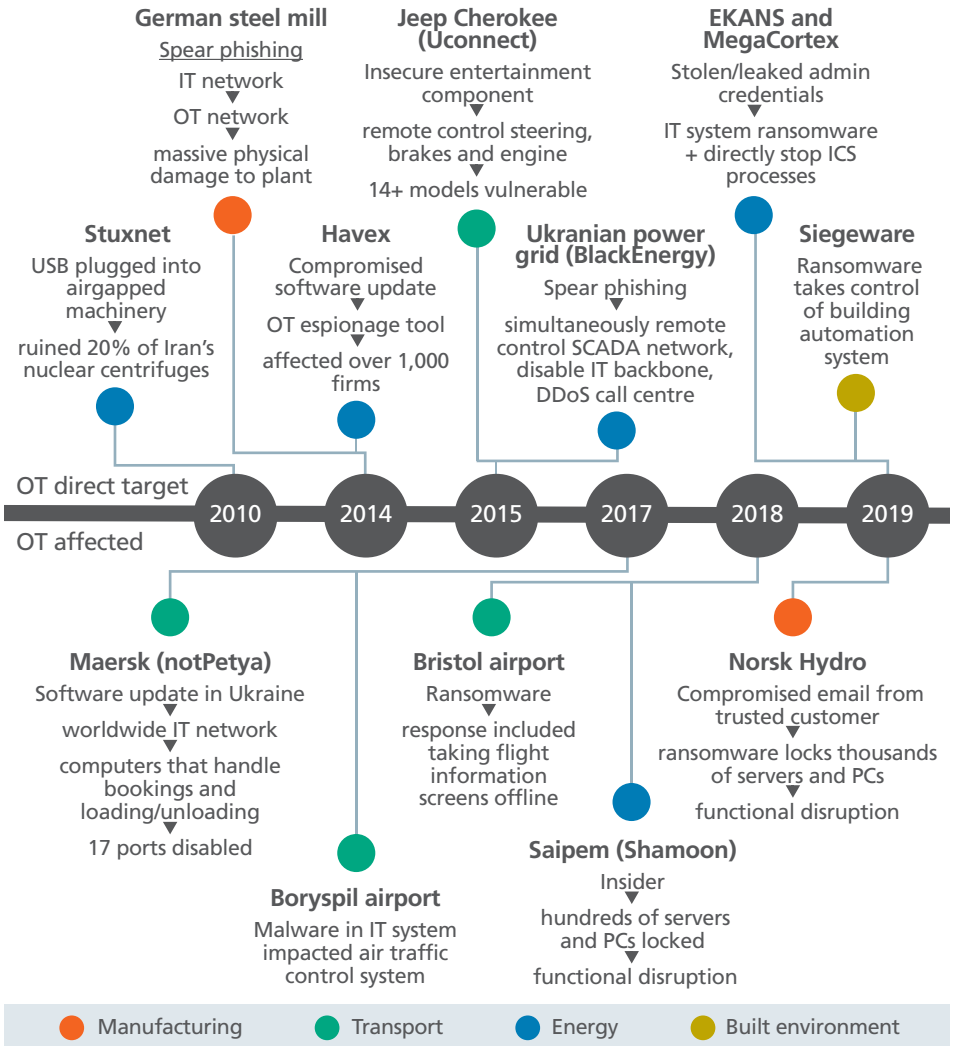 German steel mill
Spear phishing
IT network
OT network
massive physical
damage to plant
Jeep Cherokee
(Uconnect)
Insecure entertainment
component
remote control steering,
brakes and engine
14+ models vulnerable
EKANS and
MegaCortex
Stolen/leaked admin
credentials
IT system ransomware
+ directly stop ICS
processes
Stuxnet
USB plugged into
airgapped
machinery
ruined 20% of Iran's
nuclear centrifuges
Havex
Compromised
software update
OT espionage tool
affected over 1,000
firms
Ukranian power
grid (BlackEnergy)
Spear phishing
simultaneously remote
control SCADA network,
disable IT backbone,
DDoS call centre
Siegeware
Ransomware
takes control
of building
automation
system
OT direct target
2010
2014
2015
2017
2018
2019
OT affected
Maersk (notPetya)
Software update in Ukraine
worldwide IT network
computers that handle
bookings and
loading/unloading
17 ports disabled
Boryspil airport
Malware in IT system
impacted air traffic
control system
Bristol airport
Ransomware
response included
taking flight
information
screens offline
Saipem (Shamoon)
Insider
hundreds of servers
and PCs locked
functional disruption
Norsk Hydro
Compromised email from
trusted customer
ransomware locks thousands
of servers and PCs
functional disruption
Manufacturing
Transport
Energy
Built environment